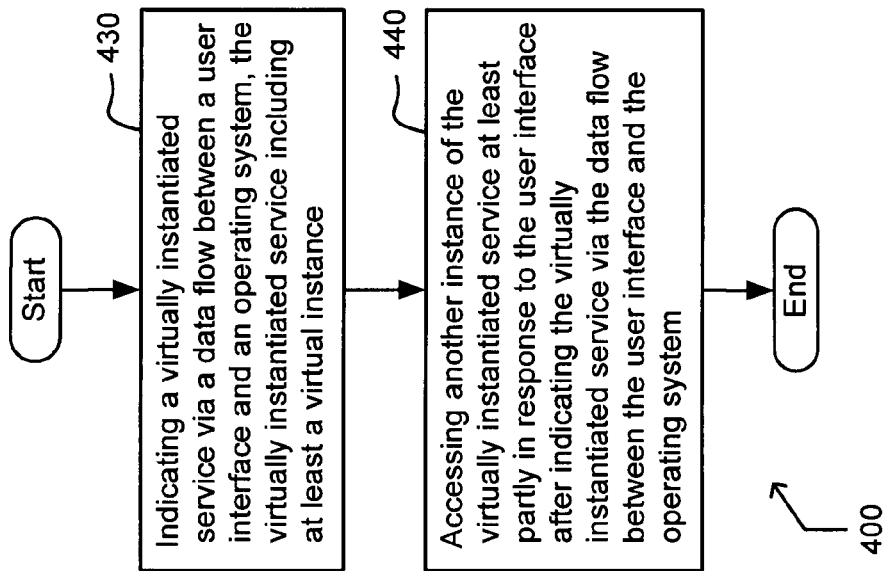 Start
430
Indicating a virtually instantiated
service via a data flow between a user
interface and an operating system, the
virtually instantiated service including
at least a virtual instance
440
Accessing another instance of the
virtually instantiated service at least
partly in response to the user interface
after indicating the virtually
instantiated service via the data flow
between the user interface and the
operating system
End
400